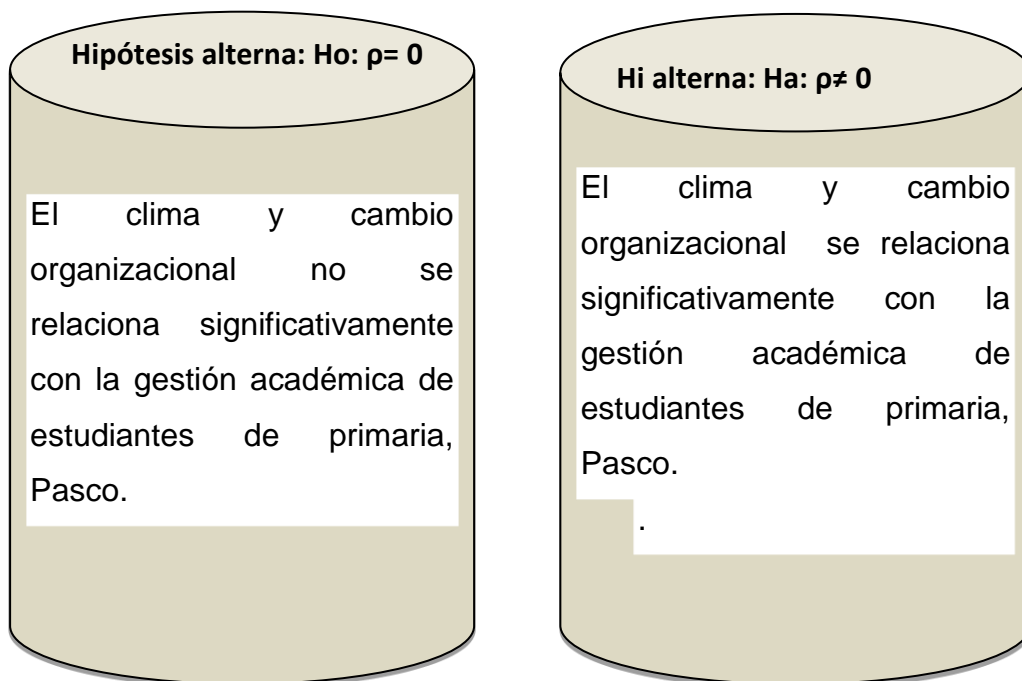 Hipótesis alterna: Ho: ρ= 0
El clima y cambio
organizacional no se
relaciona significativamente
con la gestión académica de
estudiantes de primaria,
Pasco.
Hi alterna: Ha: ρ≠ 0
El clima y cambio
organizacional se relaciona
significativamente con la
gestión académica de
estudiantes de primaria,
Pasco.
.